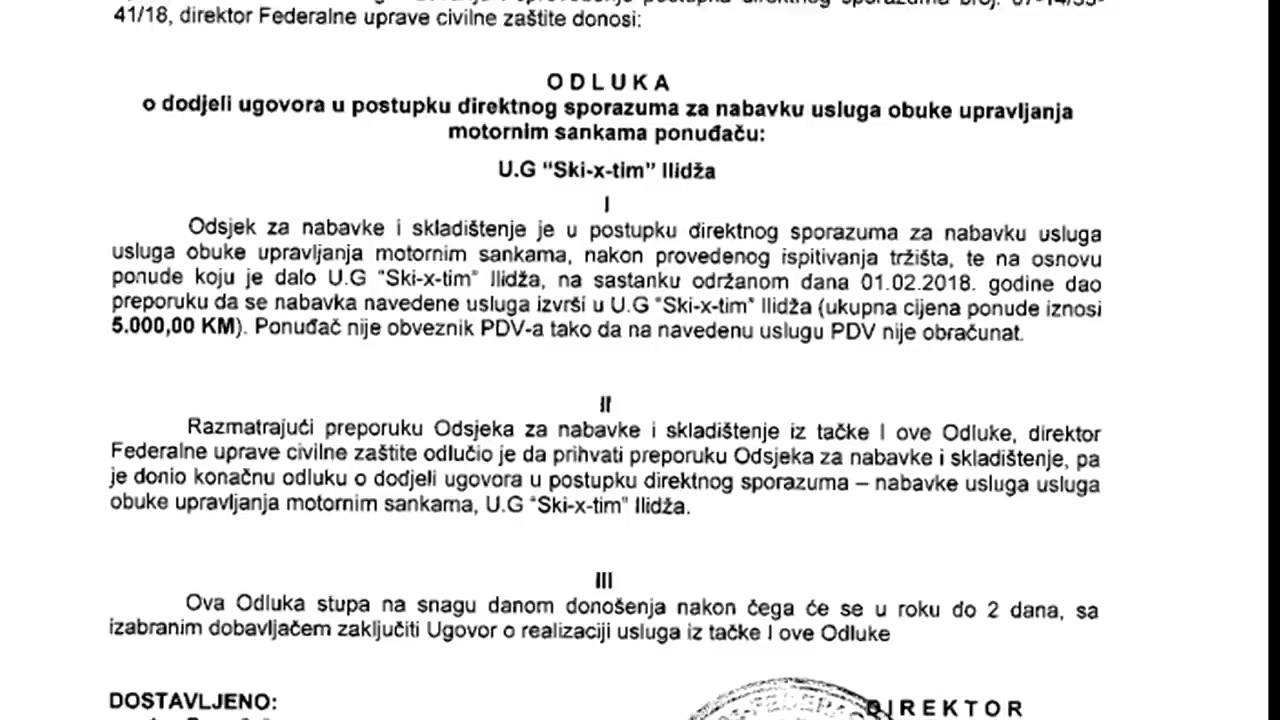 41/18, direktor Federalne uprave civilne zaštite donosi:
O D L U K A
o dodjeli ugovora u postupku direktnog sporazuma za nabavku usluga obuke upravljanja
motornim sankama ponuđaču:
U.G "Ski-x-tim" Ilidža
I
Odsjek za nabavke i skladištenje je u postupku direktnog sporazuma za nabavku usluga
usluga obuke upravljanja motornim sankama, nakon provedenog ispitivanja tržišta, te na osnovu
ponude koju je dalo U.G "Ski-x-tim" Ilidža, na sastanku održanom dana 01.02.2018. godine dao
preporuku da se nabavka navedene usluga izvrši u U.G "Ski-x-tim" Ilidža (ukupna cijena ponude iznosi
5.000,00 KM). Ponuđač nije obveznik PDV-a tako da na navedenu uslugu PDV nije obračunat.
II
Razmatrajući preporuku Odsjeka za nabavke i skladištenje iz tačke I ove Odluke, direktor
Federalne uprave civilne zaštite odlučio je da prihvati preporuku Odsjeka za nabavke i skladištenje, pa
je donio konačnu odluku o dodjeli ugovora u postupku direktnog sporazuma – nabavke usluga usluga
obuke upravljanja motornim sankama, U.G "Ski-x-tim" Ilidža.
III
Ova Odluka stupa na snagu danom donošenja nakon čega će se u roku do 2 dana, sa
izabranim dobavljačem zaključiti Ugovor o realizaciji usluga iz tačke I ove Odluke
DOSTAVLJENO:
D I R E K T O R